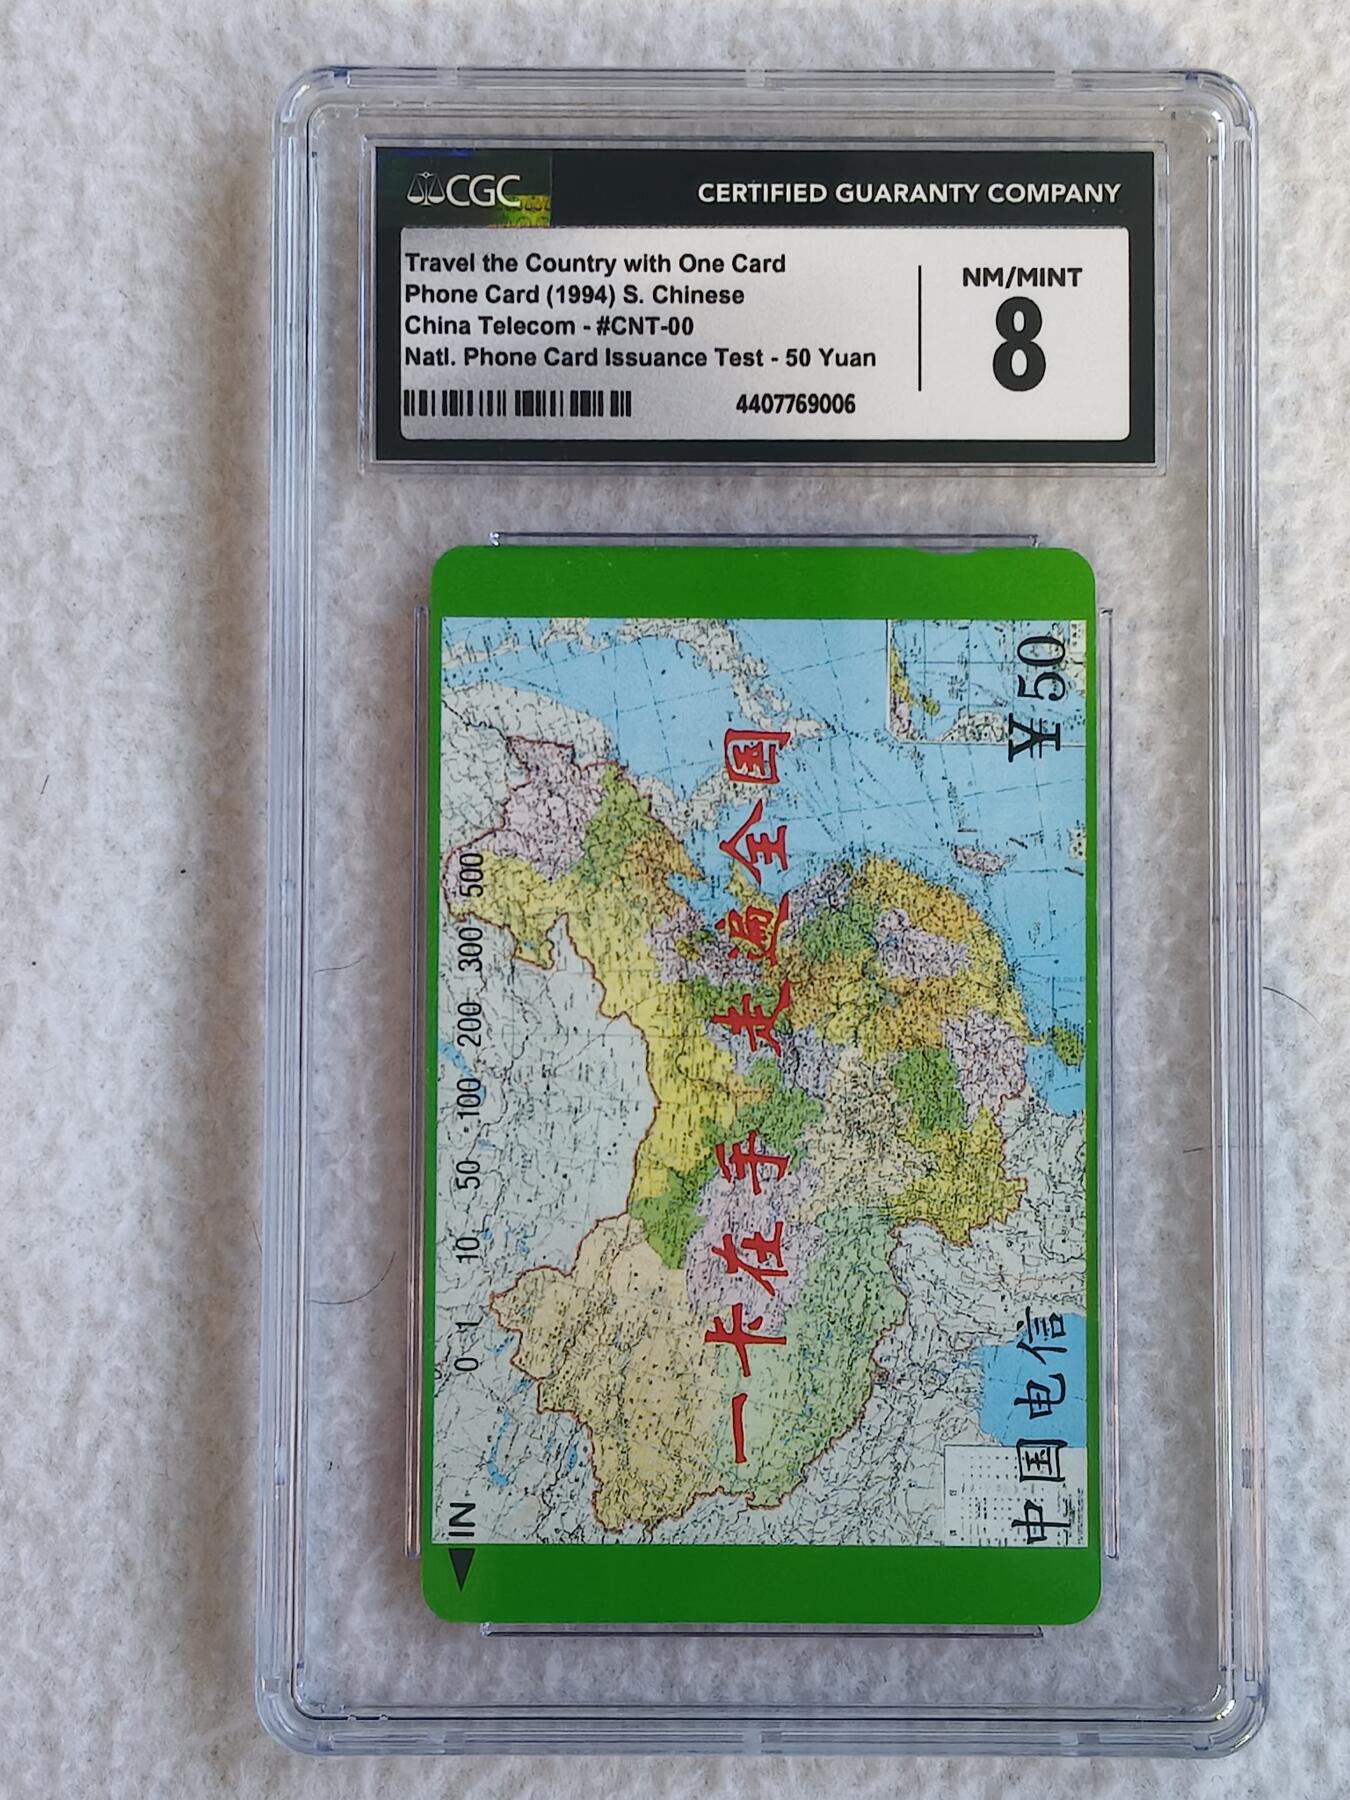 CGC
CERTIFIED GUARANTY COMPANY
Travel the Country with One Card
Phone Card (1994) S. Chinese
China Telecom - #CNT-00
Natl. Phone Card Issuance Test - 50 Yuan
4407769006
NM/MINT
8
IN
0 1 10 50 100 200 300 500
一卡在手走遍全国
中国电信
¥50